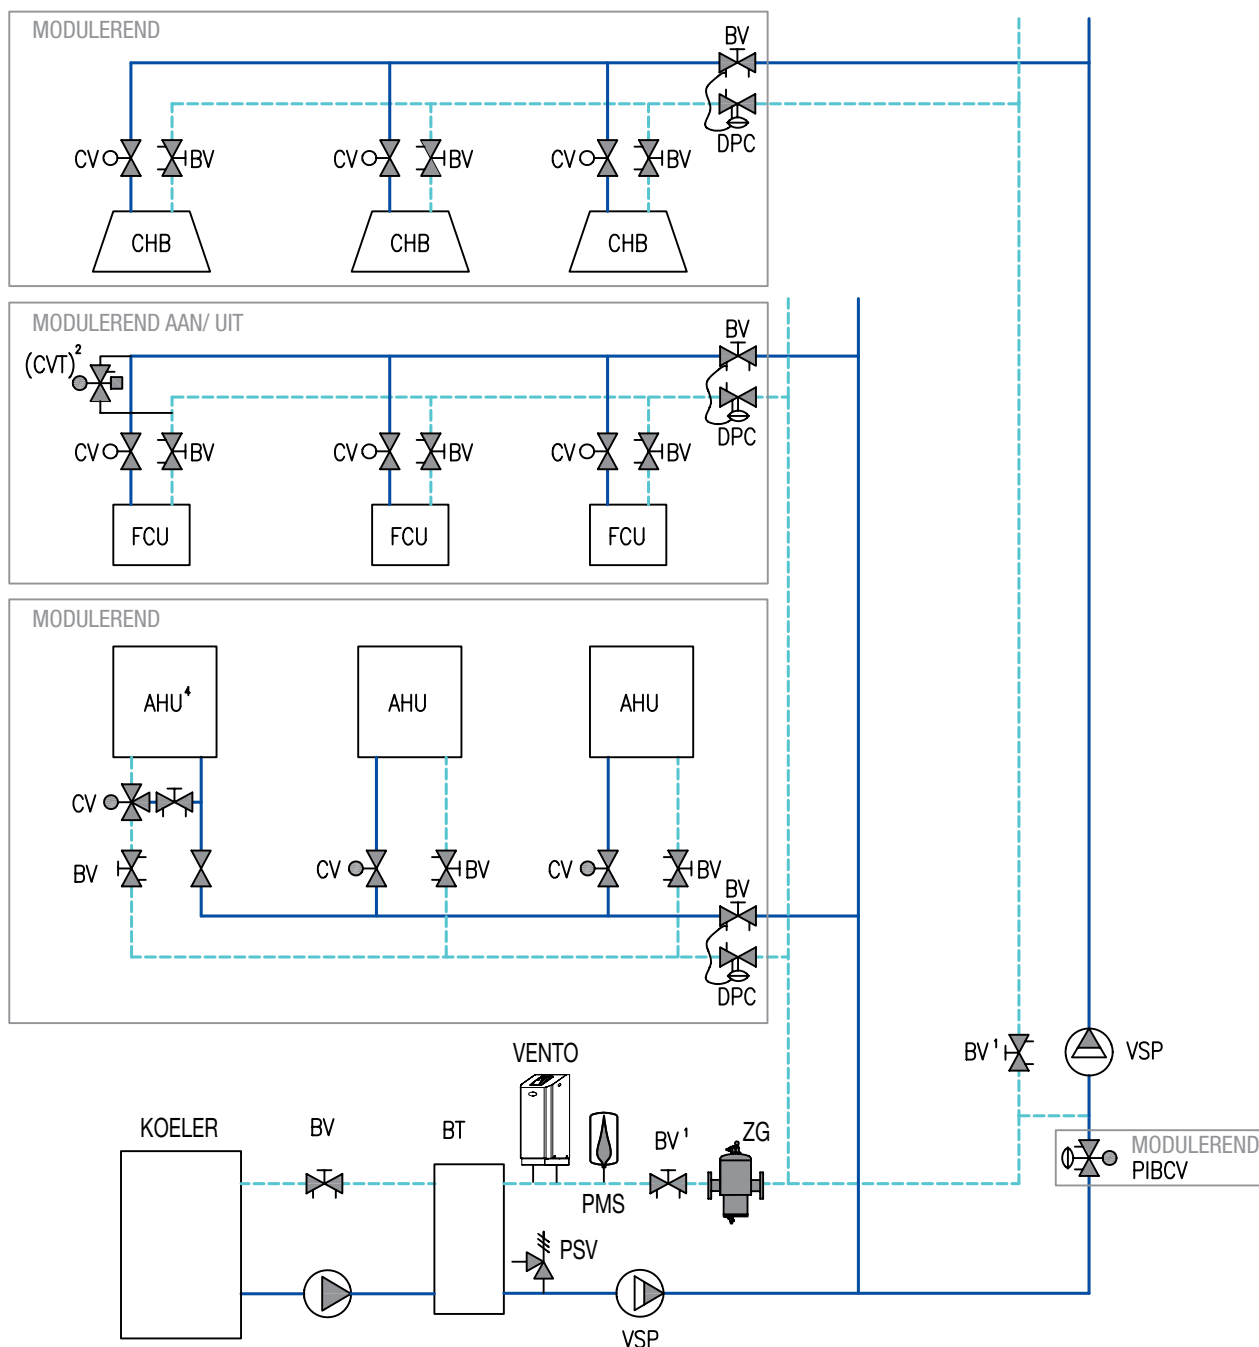 MODULEREND
BV
DPC
CV BV CV BV CV BV
CHB CHB CHB
MODULEREND AAN/ UIT
(CVT)²
BV
DPC
CV BV CV BV CV BV
FCU FCU FCU
MODULEREND
AHU⁴ AHU AHU
CV
BV CV BV CV BV
BV
DPC
BV¹ VSP
VENTO
KOELER BV BT BV¹ ZG
MODULEREND
PIBCV
PMS
PSV
VSP